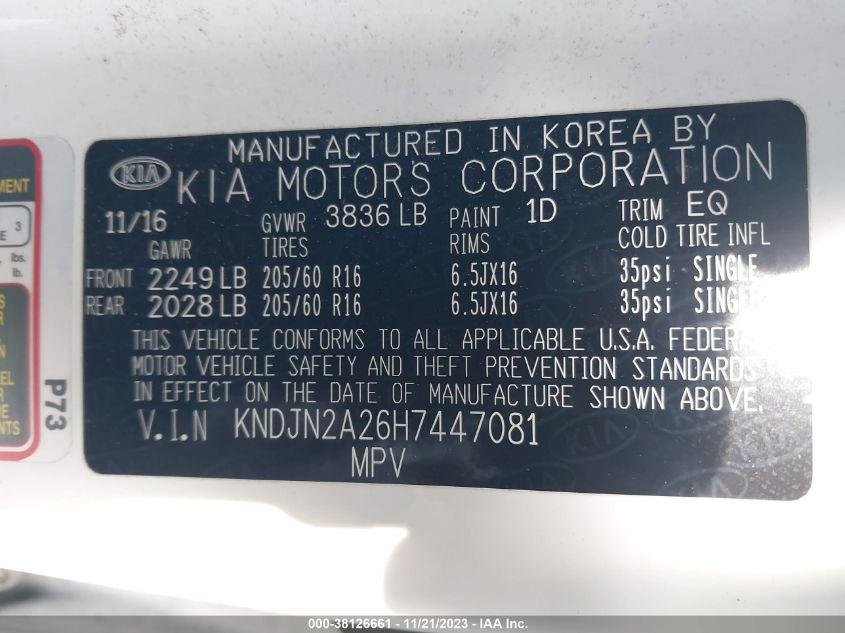 MANUFACTURED IN KOREA BY
KIA KIA MOTORS CORPORATION
11/16 GVWR 3836 LB PAINT 1D TRIM EQ
GAWR TIRES RIMS COLD TIRE INFL
FRONT 2249 LB 205/60 R16 6.5JX16 35psi SINGLE
REAR 2028 LB 205/60 R16 6.5JX16 35psi
THIS VEHICLE CONFORMS TO ALL APPLICABLE U.S.A.
MOTOR VEHICLE SAFETY AND THEFT PREVENTION STANDARDS
IN EFFECT ON THE DATE OF MANUFACTURE SHOWN ABOVE.
V.I.N KNDJN2A26H7447081
MPV
3
lbs.
lb.
P73
000-38126661 - 11/21/2023 - IAA Inc.